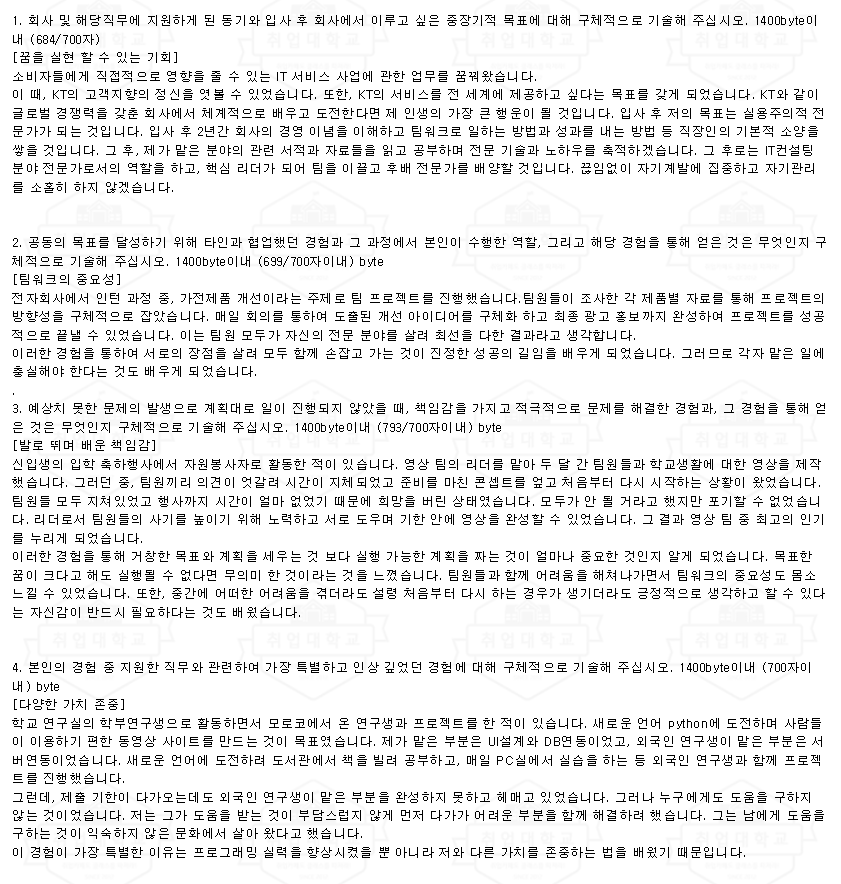 1. 회사 및 해당직무에 지원하게 된 동기와 입사 후 회사에서 이루고 싶은 중장기적 목표에 대해 구체적으로 기술해 주십시오. 1400byte이
내 (684/700자)
[꿈을 실현 할 수 있는 기회]
소비자들에게 직접적으로 영향을 줄 수 있는 IT 서비스 사업에 관한 업무를 꿈꿔왔습니다.
이 때, KT의 고객지향의 정신을 엿볼 수 있었습니다. 또한, KT의 서비스를 전 세계에 제공하고 싶다는 목표를 갖게 되었습니다. KT와 같이
글로벌 경쟁력을 갖춘 회사에서 체계적으로 배우고 도전한다면 제 인생의 가장 큰 행운이 될 것입니다. 입사 후 저의 목표는 실용주의적 전
문가가 되는 것입니다. 입사 후 2년간 회사의 경영 이념을 이해하고 팀워크로 일하는 방법과 성과를 내는 방법 등 직장인의 기본적 소양을
쌓을 것입니다. 그 후, 제가 맡은 분야의 관련 서적과 자료들을 읽고 공부하며 전문 기술과 노하우를 축적하겠습니다. 그 후로는 IT컨설팅
분야 전문가로서의 역할을 하고, 핵심 리더가 되어 팀을 이끌고 후배 전문가를 배양할 것입니다. 끊임없이 자기계발에 집중하고 자기관리
를 소홀히 하지 않겠습니다.
2. 공동의 목표를 달성하기 위해 타인과 협업했던 경험과 그 과정에서 본인이 수행한 역할, 그리고 해당 경험을 통해 얻은 것은 무엇인지 구
체적으로 기술해 주십시오. 1400byte이내 (699/700자이내) byte
[팀워크의 중요성]
전자회사에서 인턴 과정 중, 가전제품 개선이라는 주제로 팀 프로젝트를 진행했습니다.팀원들이 조사한 각 제품별 자료를 통해 프로젝트의
방향성을 구체적으로 잡았습니다. 매일 회의를 통하여 도출된 개선 아이디어를 구체화 하고 최종 광고 홍보까지 완성하여 프로젝트를 성공
적으로 끝낼 수 있었습니다. 이는 팀원 모두가 자신의 전문 분야를 살려 최선을 다한 결과라고 생각합니다.
이러한 경험을 통하여 서로의 장점을 살려 모두 함께 손잡고 가는 것이 진정한 성공의 길임을 배우게 되었습니다. 그러므로 각자 맡은 일에
충실해야 한다는 것도 배우게 되었습니다.
.
3. 예상치 못한 문제의 발생으로 계획대로 일이 진행되지 않았을 때, 책임감을 가지고 적극적으로 문제를 해결한 경험과, 그 경험을 통해 얻
은 것은 무엇인지 구체적으로 기술해 주십시오. 1400byte이내 (793/700자이내) byte
[발로 뛰며 배운 책임감]
신입생의 입학 축하행사에서 자원봉사자로 활동한 적이 있습니다. 영상 팀의 리더를 맡아 두 달 간 팀원들과 학교생활에 대한 영상을 제작
했습니다. 그러던 중, 팀원끼리 의견이 엇갈려 시간이 지체되었고 준비를 마친 콘셉트를 엎고 처음부터 다시 시작하는 상황이 왔었습니다.
팀원들 모두 지쳐있었고 행사까지 시간이 얼마 없었기 때문에 희망을 버린 상태였습니다. 모두가 안 될 거라고 했지만 포기할 수 없었습니
다. 리더로서 팀원들의 사기를 높이기 위해 노력하고 서로 도우며 기한 안에 영상을 완성할 수 있었습니다. 그 결과 영상 팀 중 최고의 인기
를 누리게 되었습니다.
이러한 경험을 통해 거창한 목표와 계획을 세우는 것 보다 실행 가능한 계획을 짜는 것이 얼마나 중요한 것인지 알게 되었습니다. 목표한
꿈이 크다고 해도 실행될 수 없다면 무의미 한 것이라는 것을 느꼈습니다. 팀원들과 함께 어려움을 해쳐나가면서 팀워크의 중요성도 몸소
느낄 수 있었습니다. 또한, 중간에 어떠한 어려움을 겪더라도 설령 처음부터 다시 하는 경우가 생기더라도 긍정적으로 생각하고 할 수 있다
는 자신감이 반드시 필요하다는 것도 배웠습니다.
4. 본인의 경험 중 지원한 직무와 관련하여 가장 특별하고 인상 깊었던 경험에 대해 구체적으로 기술해 주십시오. 1400byte이내 (700자이
내) byte
[다양한 가치 존중]
학교 연구실의 학부연구생으로 활동하면서 모로코에서 온 연구생과 프로젝트를 한 적이 있습니다. 새로운 언어 python에 도전하며 사람들
이 이용하기 편한 동영상 사이트를 만드는 것이 목표였습니다. 제가 맡은 부분은 UI설계와 DB연동이었고, 외국인 연구생이 맡은 부분은 서
버연동이었습니다. 새로운 언어에 도전하려 도서관에서 책을 빌려 공부하고, 매일 PC실에서 실습을 하는 등 외국인 연구생과 함께 프로젝
트를 진행했습니다.
그런데, 제출 기한이 다가오는데도 외국인 연구생이 맡은 부분을 완성하지 못하고 헤매고 있었습니다. 그러나 누구에게도 도움을 구하지
않는 것이었습니다. 저는 그가 도움을 받는 것이 부담스럽지 않게 먼저 다가가 어려운 부분을 함께 해결하려 했습니다. 그는 남에게 도움을
구하는 것이 익숙하지 않은 문화에서 살아 왔다고 했습니다.
이 경험이 가장 특별한 이유는 프로그래밍 실력을 향상시켰을 뿐 아니라 저와 다른 가치를 존중하는 법을 배웠기 때문입니다.